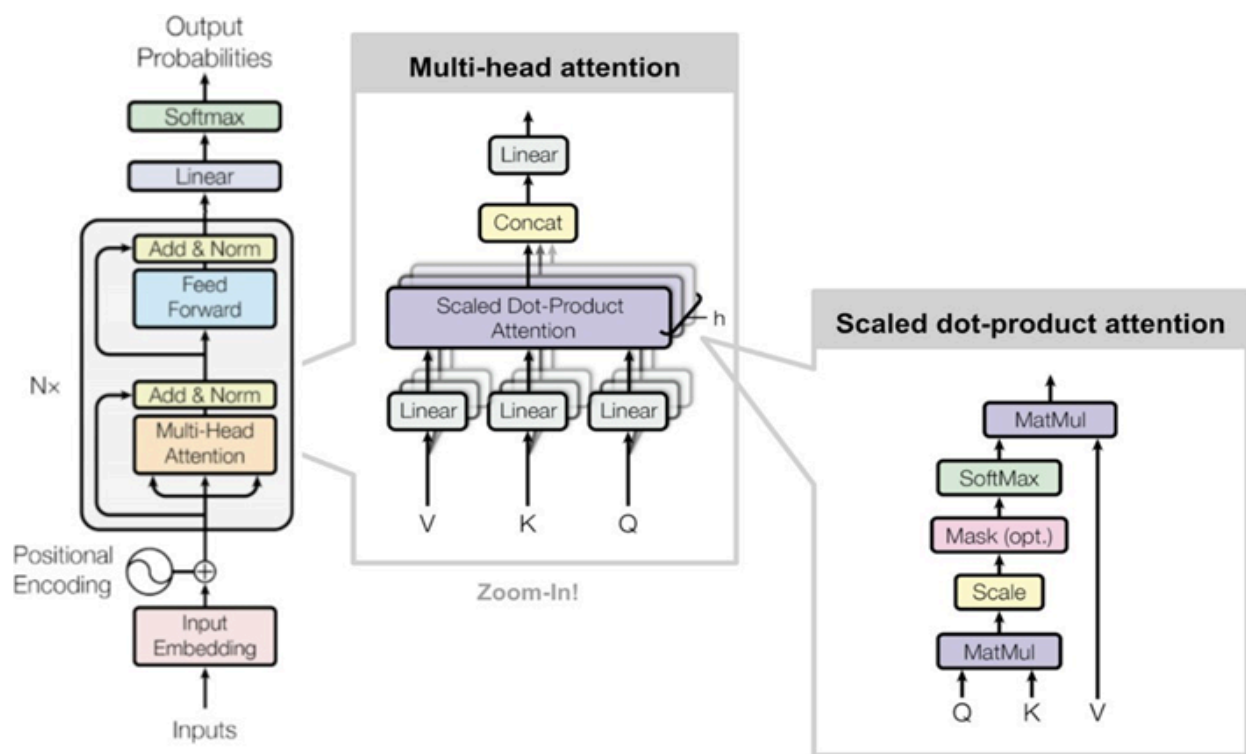 Output
Probabilities
Softmax
Linear
Add & Norm
Feed
Forward
Add & Norm
Multi-Head
Attention
N×
Positional
Encoding
Input
Embedding
Inputs
Multi-head attention
Linear
Concat
Scaled Dot-Product
Attention
h
Linear Linear Linear
V K Q
Zoom-In!
Scaled dot-product attention
MatMul
SoftMax
Mask (opt.)
Scale
MatMul
Q K V